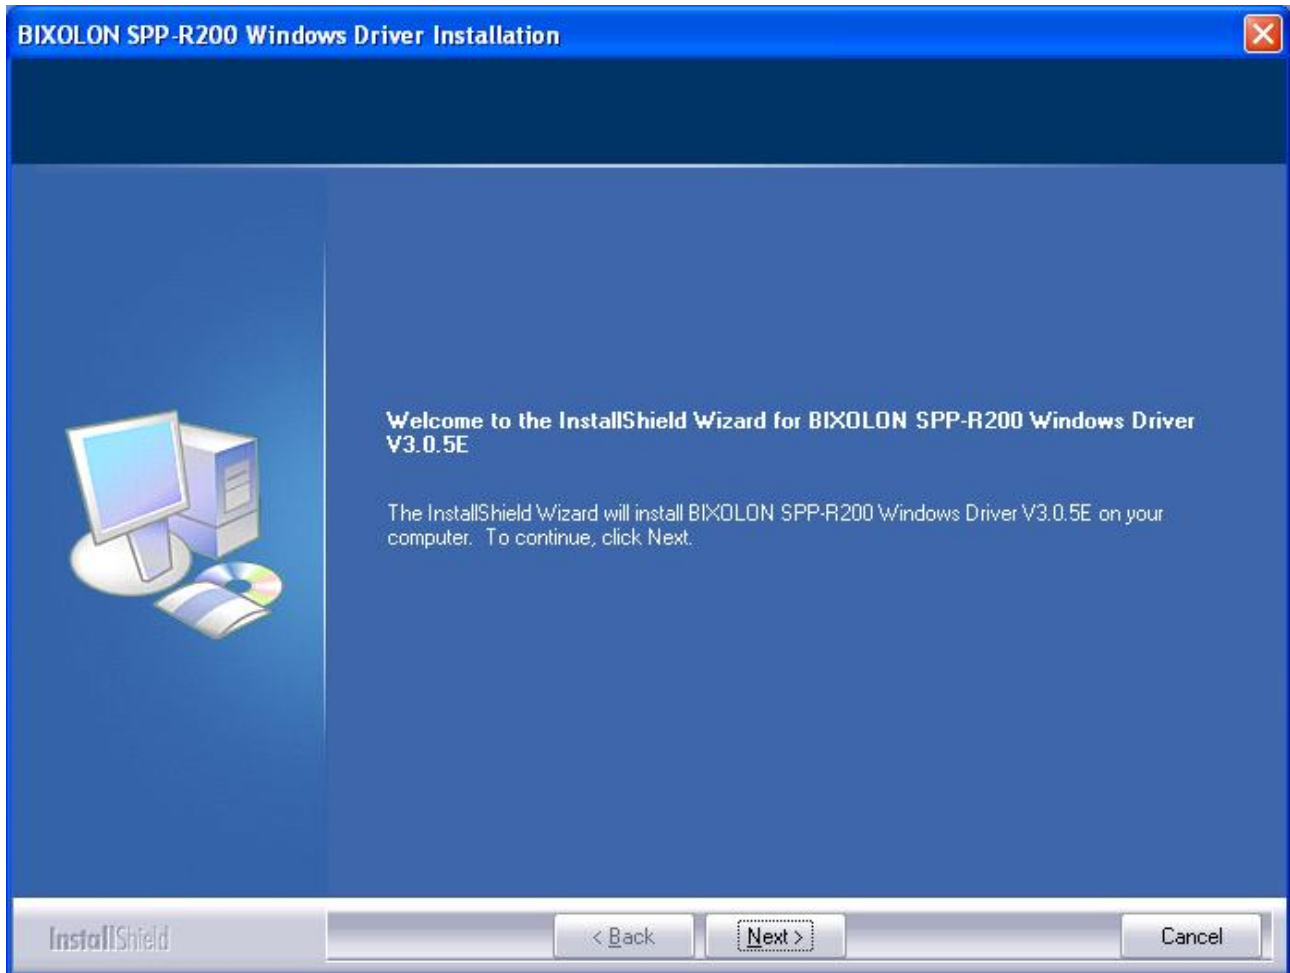 BIXOLON SPP-R200 Windows Driver Installation
Welcome to the InstallShield Wizard for BIXOLON SPP-R200 Windows Driver
V3.0.5E
The InstallShield Wizard will install BIXOLON SPP-R200 Windows Driver V3.0.5E on your
computer.  To continue, click Next.
InstallShield
< Back
Next >
Cancel